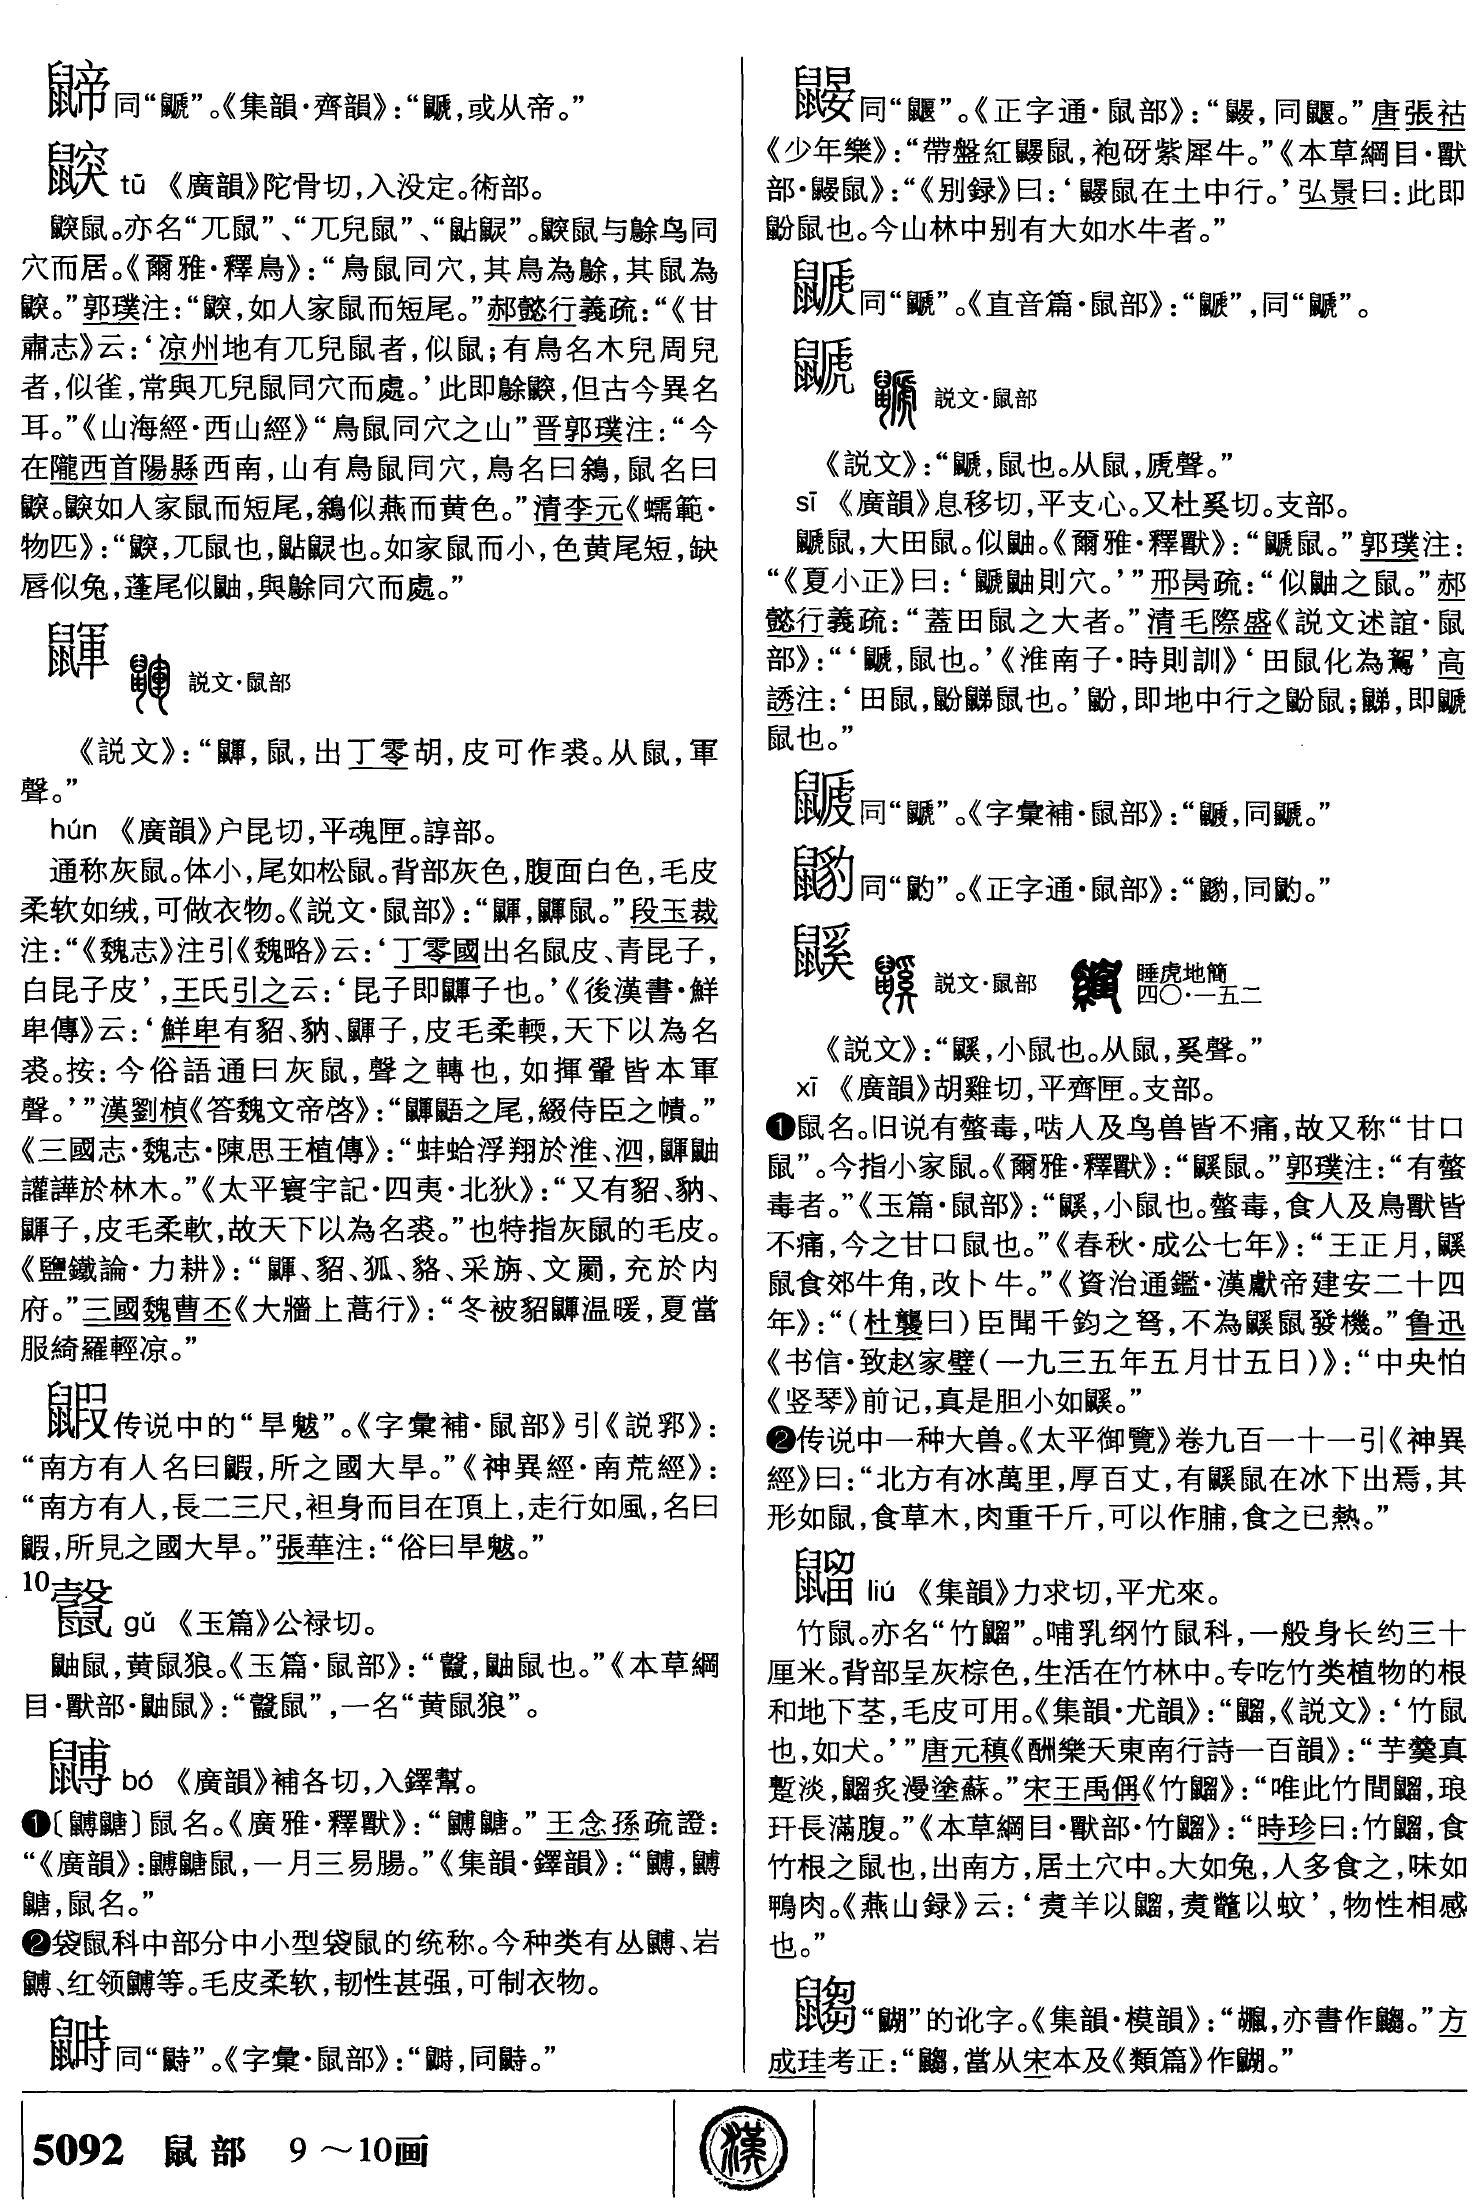 䶍同“鼶”。《集韻·齊韻》：“鼶，或从帝。”
鼵 tū 《廣韻》陀骨切，入没定。術部。
鼵鼠。亦名“兀鼠”、“兀兒鼠”、“鼤鼥”。鼵鼠与鵌鸟同
穴而居。《爾雅·釋鳥》：“鳥鼠同穴，其鳥為鵌，其鼠為
鼵。”郭璞注：“鼵，如人家鼠而短尾。”郝懿行義疏：“《甘
肅志》云：‘凉州地有兀兒鼠者，似鼠；有鳥名木兒周兒
者，似雀，常與兀兒鼠同穴而處。’此即鵌鼵，但古今異名
耳。”《山海經·西山經》“鳥鼠同穴之山”晋郭璞注：“今
在隴西首陽縣西南，山有鳥鼠同穴，鳥名曰鵌，鼠名曰
鼵。鼵如人家鼠而短尾，鵌似燕而黄色。”清李元《蠕範·
物匹》：“鼵，兀鼠也，鼥也。如家鼠而小，色黄尾短，缺
唇似兔，蓬尾似鼬，與鵌同穴而處。”
鼲 説文·鼠部
《説文》：“鼲，鼠，出丁零胡，皮可作裘。从鼠，軍
聲。”
hún 《廣韻》户昆切，平魂匣。諄部。
通称灰鼠。体小，尾如松鼠。背部灰色，腹面白色，毛皮
柔软如绒，可做衣物。《説文·鼠部》：“鼲，鼲鼠。”段玉裁
注：“《魏志》注引《魏略》云：‘丁零國出名鼠皮、青昆子，
白昆子皮’，王氏引之云：‘昆子即鼲子也。’《後漢書·鮮
卑傳》云：‘鮮卑有貂、豽、鼲子，皮毛柔輭，天下以為名
裘。按：今俗語通曰灰鼠，聲之轉也，如揮翬皆本軍
聲。’”漢劉楨《答魏文帝啓》：“鼲鼯之尾，綴侍臣之幘。”
《三國志·魏志·陳思王植傳》：“蚌蛤浮翔於淮、泗，鼲鼬
讙譁於林木。”《太平寰宇記·四夷·北狄》：“又有貂、豽、
鼲子，皮毛柔軟，故天下以為名裘。”也特指灰鼠的毛皮。
《鹽鐵論·力耕》：“鼲、貂、狐、貉、采旃、文罽，充於内
府。”三國魏曹丕《大牆上蒿行》：“冬被貂鼲温暖，夏當
服綺羅輕凉。”
传说中的“旱魃”。《字彙補·鼠部》引《説郛》：
“南方有人名曰，所之國大旱。”《神異經·南荒經》：
“南方有人，長二三尺，袒身而目在頂上，走行如風，名曰
，所見之國大旱。”張華注：“俗曰旱魃。”
10
gǔ 《玉篇》公禄切。
鼬鼠，黄鼠狼。《玉篇·鼠部》：“，鼬鼠也。”《本草綱
目·獸部·鼬鼠》：“鼠”，一名“黄鼠狼”。
bó 《廣韻》補各切，入鐸幫。
❶〔鼣〕鼠名。《廣雅·釋獸》：“。”王念孫疏證：
“《廣韻》：鼠，一月三易腸。”《集韻·鐸韻》：“，
，鼠名。”
❷袋鼠科中部分中小型袋鼠的统称。今种类有丛、岩
、红领等。毛皮柔软，韧性甚强，可制衣物。
同“鼭”。《字彙·鼠部》：“，同鼭。”
鼹同“鼴”。《正字通·鼠部》：“鼹，同鼴。”唐張祜
《少年樂》：“帶盤紅鼹鼠，袍砑紫犀牛。”《本草綱目·獸
部·鼹鼠》：“《别録》曰：‘鼹鼠在土中行。’弘景曰：此即
鼢鼠也。今山林中别有大如水牛者。”
同“鼶”。《直音篇·鼠部》：“”，同“鼶”。
鼶 説文·鼠部
《説文》：“鼶，鼠也。从鼠，虒聲。”
sī 《廣韻》息移切，平支心。又杜奚切。支部。
鼶鼠，大田鼠。似鼬。《爾雅·釋獸》：“鼶鼠。”郭璞注：
“《夏小正》曰：‘鼶鼬則穴。’”邢昺疏：“似鼬之鼠。”郝
懿行義疏：“蓋田鼠之大者。”清毛際盛《説文述誼·鼠
部》：“‘鼶，鼠也。’《淮南子·時則訓》‘田鼠化為鴽’高
誘注：‘田鼠，鼢鼠也。’鼢，即地中行之鼢鼠；，即鼶
鼠也。”
同“鼶”。《字彙補·鼠部》：“，同鼶。”
同“鼩”。《正字通·鼠部》：“，同。”
鼷 説文·鼠部 睡虎地簡
四〇·一五二
《説文》：“鼷，小鼠也。从鼠，奚聲。”
xī 《廣韻》胡雞切，平齊匣。支部。
❶鼠名。旧说有螫毒，啮人及鸟兽皆不痛，故又称“甘口
鼠”。今指小家鼠。《爾雅·釋獸》：“鼷鼠。”郭璞注：“有螫
毒者。”《玉篇·鼠部》：“鼷，小鼠也。螫毒，食人及鳥獸皆
不痛，今之甘口鼠也。”《春秋·成公七年》：“王正月，鼷
鼠食郊牛角，改卜牛。”《資治通鑑·漢獻帝建安二十四
年》：“（杜襲曰）臣聞千鈞之弩，不為鼷鼠發機。”鲁迅
《书信·致赵家璧（一九三五年五月廿五日）》：“中央怕
《竖琴》前记，真是胆小如鼷。”
❷传说中一种大兽。《太平御覽》卷九百一十一引《神異
經》曰：“北方有冰萬里，厚百丈，有鼷鼠在冰下出焉，其
形如鼠，食草木，肉重千斤，可以作脯，食之已熱。”
鼦 liú 《集韻》力求切，平尤來。
竹鼠。亦名“竹䶉”。哺乳纲竹鼠科，一般身长约三十
厘米。背部呈灰棕色，生活在竹林中。专吃竹类植物的根
和地下茎，毛皮可用。《集韻·尤韻》：“䶉，《説文》：‘竹鼠
也，如犬。’”唐元稹《酬樂天東南行詩一百韻》：“芋羹真
蹔淡，䶉炙漫塗蘇。”宋王禹偁《竹䶉》：“唯此竹間䶉，琅
玕長滿腹。”《本草綱目·獸部·竹䶉》：“時珍曰：竹䶉，食
竹根之鼠也，出南方，居土穴中。大如兔，人多食之，味如
鴨肉。《燕山録》云：‘煑羊以䶉，煑鼈以蚊’，物性相感
也。”
“”的讹字。《集韻·模韻》：“，亦書作。”方
成珪考正：“，當从宋本及《類篇》作。”
5092 鼠部 9～10画
漢